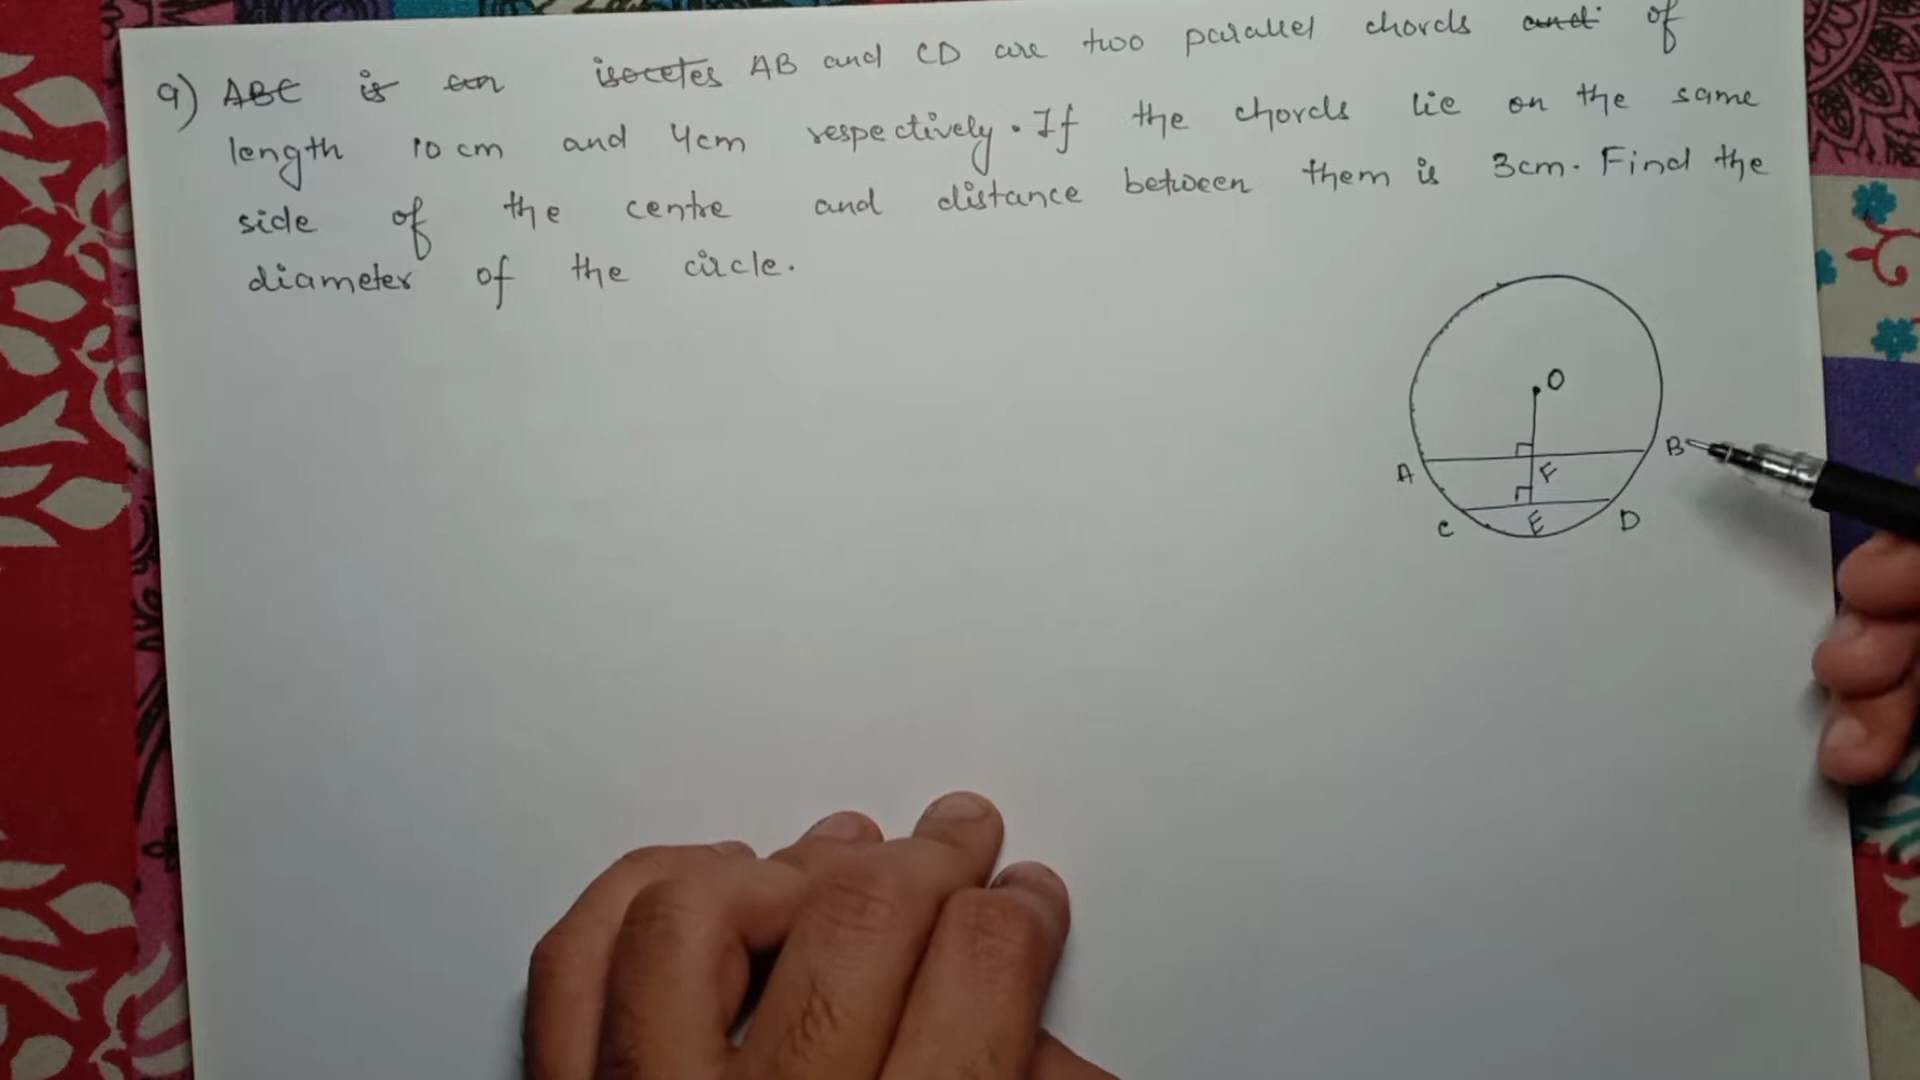 9) ABC is an isoceles AB and CD are two parallel chords and of
length 10 cm and 4cm respectively. If the chords lie on the same
side of the centre and distance between them is 3cm. Find the
diameter of the circle.
O
A F B
C E D